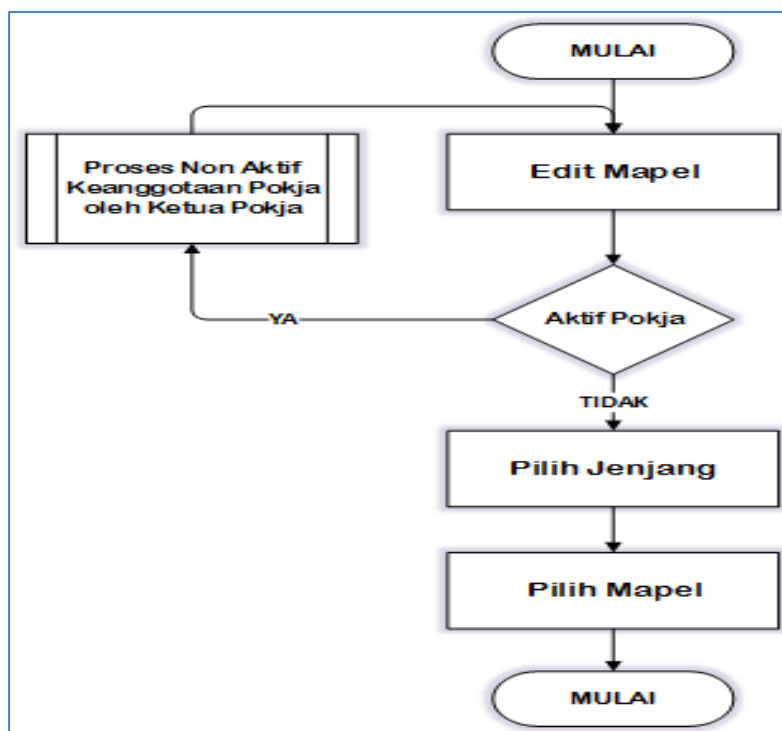 MULAI
Proses Non Aktif
Keanggotaan Pokja
oleh Ketua Pokja
Edit Mapel
Aktif Pokja
YA
TIDAK
Pilih Jenjang
Pilih Mapel
MULAI